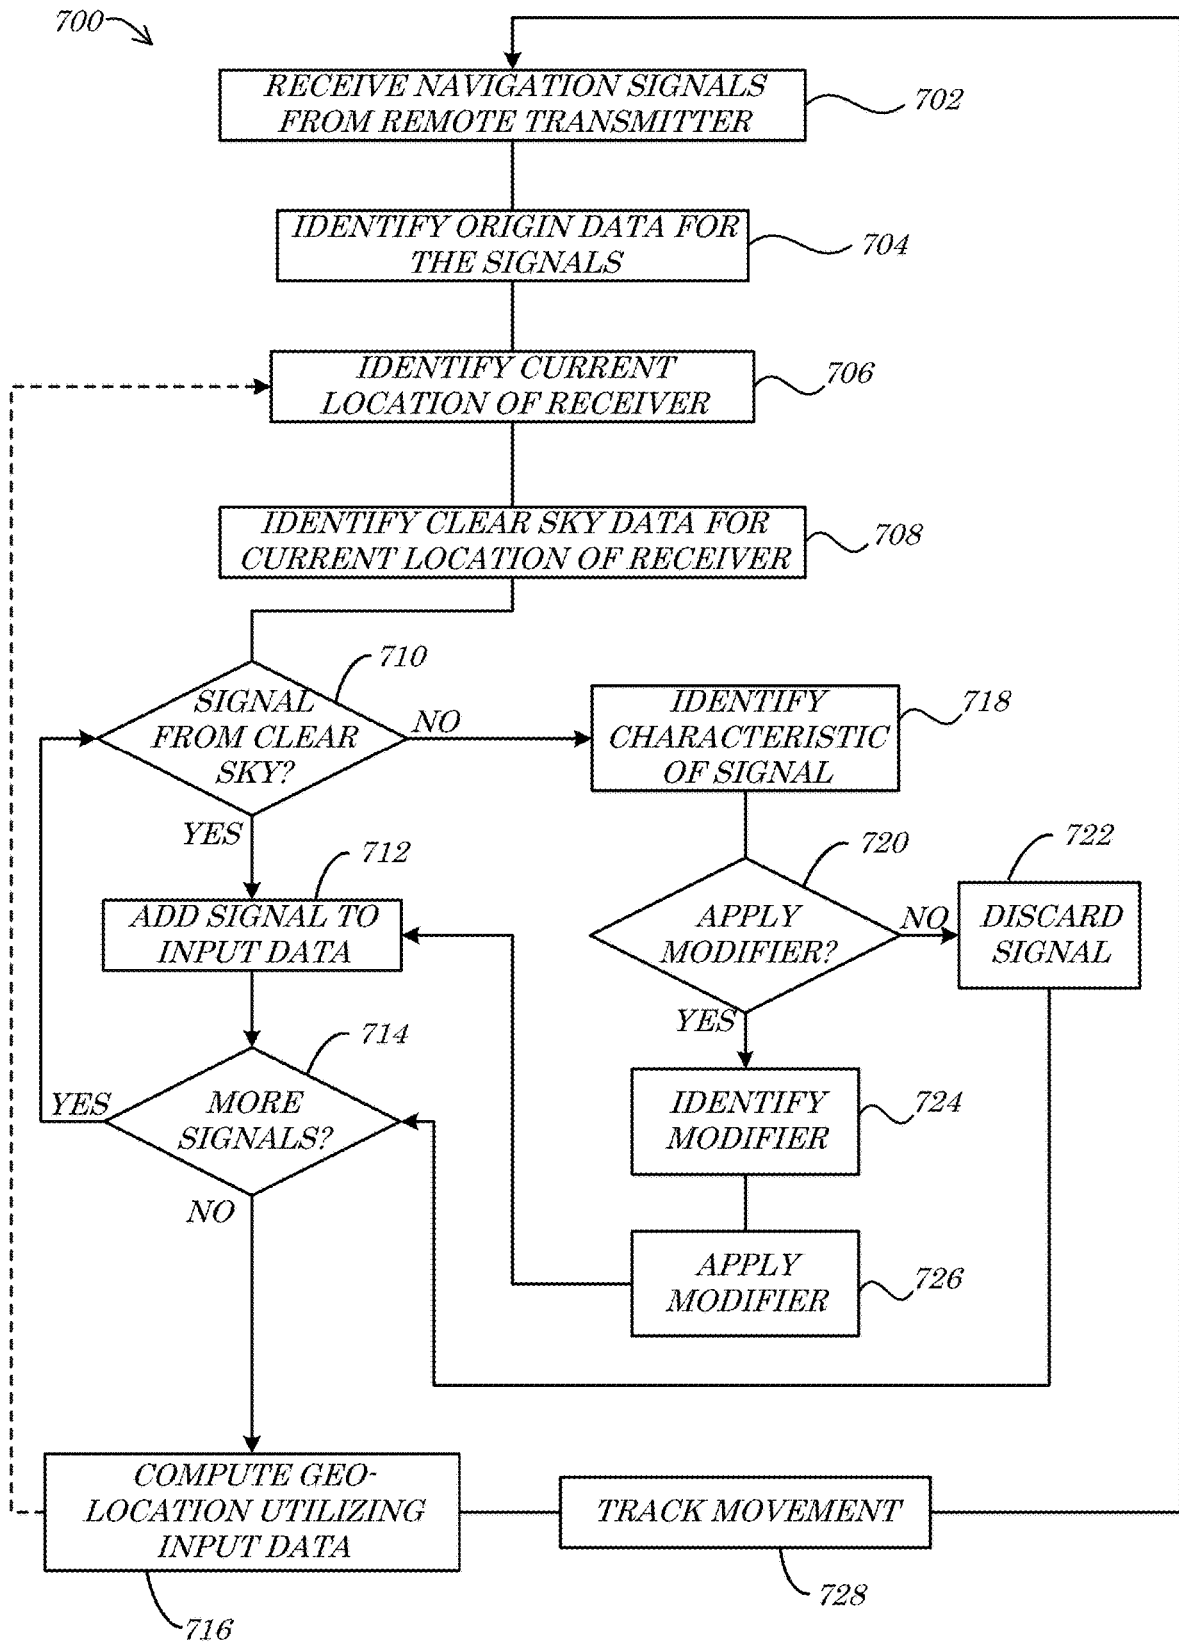 700
RECEIVE NAVIGATION SIGNALS
FROM REMOTE TRANSMITTER
702
IDENTIFY ORIGIN DATA FOR
THE SIGNALS
704
IDENTIFY CURRENT
LOCATION OF RECEIVER
706
IDENTIFY CLEAR SKY DATA FOR
CURRENT LOCATION OF RECEIVER
708
SIGNAL
FROM CLEAR
SKY?
710
NO
YES
IDENTIFY
CHARACTERISTIC
OF SIGNAL
718
ADD SIGNAL TO
INPUT DATA
712
APPLY
MODIFIER?
720
NO
YES
DISCARD
SIGNAL
722
MORE
SIGNALS?
714
YES
NO
IDENTIFY
MODIFIER
724
APPLY
MODIFIER
726
COMPUTE GEO-
LOCATION UTILIZING
INPUT DATA
716
TRACK MOVEMENT
728